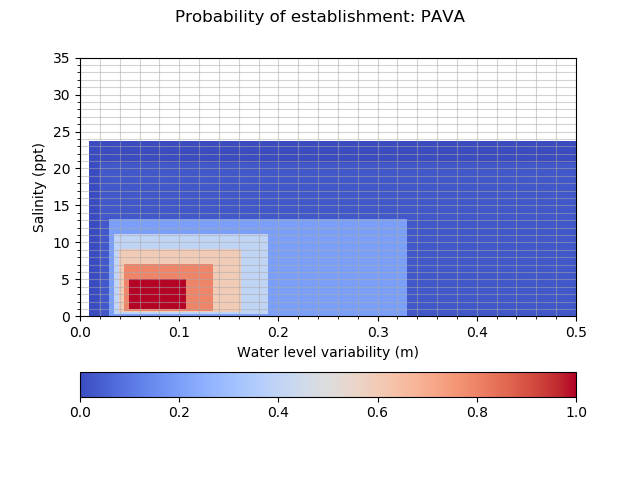 Probability of establishment: PAVA
35
30
25
20
15
10
5
0
Salinity (ppt)
0.0 0.1 0.2 0.3 0.4 0.5
Water level variability (m)
0.0 0.2 0.4 0.6 0.8 1.0